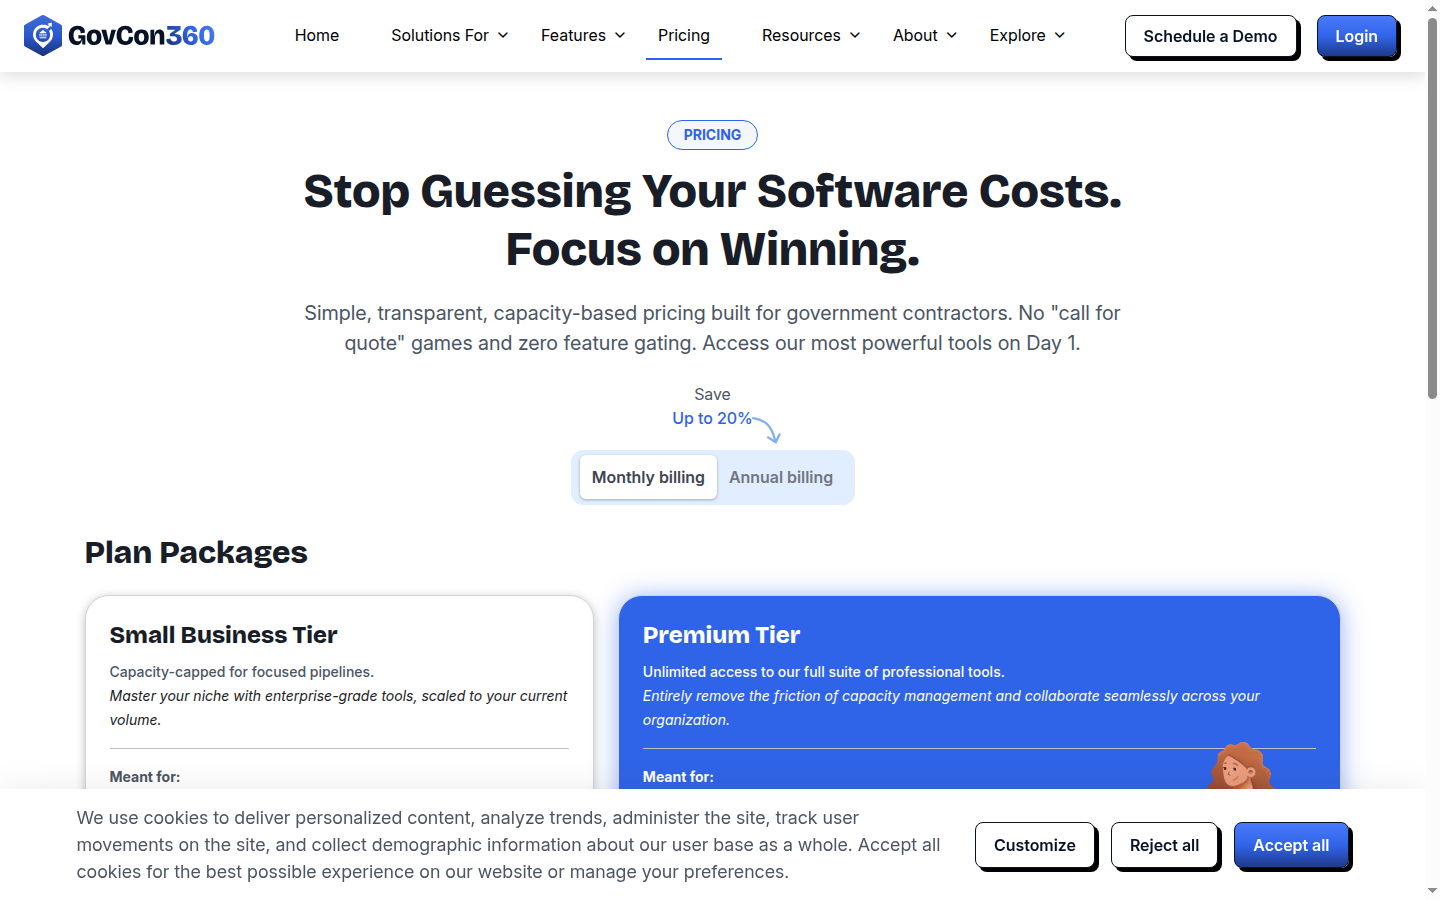 GovCon360
Home
Solutions For
Features
Pricing
Resources
About
Explore
Schedule a Demo
Login
PRICING
Stop Guessing Your Software Costs.
Focus on Winning.
Simple, transparent, capacity-based pricing built for government contractors. No "call for
quote" games and zero feature gating. Access our most powerful tools on Day 1.
Save
Up to 20%
Monthly billing
Annual billing
Plan Packages
Small Business Tier
Capacity-capped for focused pipelines.
Master your niche with enterprise-grade tools, scaled to your current
volume.
Meant for:
Premium Tier
Unlimited access to our full suite of professional tools.
Entirely remove the friction of capacity management and collaborate seamlessly across your
organization.
Meant for:
We use cookies to deliver personalized content, analyze trends, administer the site, track user
movements on the site, and collect demographic information about our user base as a whole. Accept all
cookies for the best possible experience on our website or manage your preferences.
Customize
Reject all
Accept all